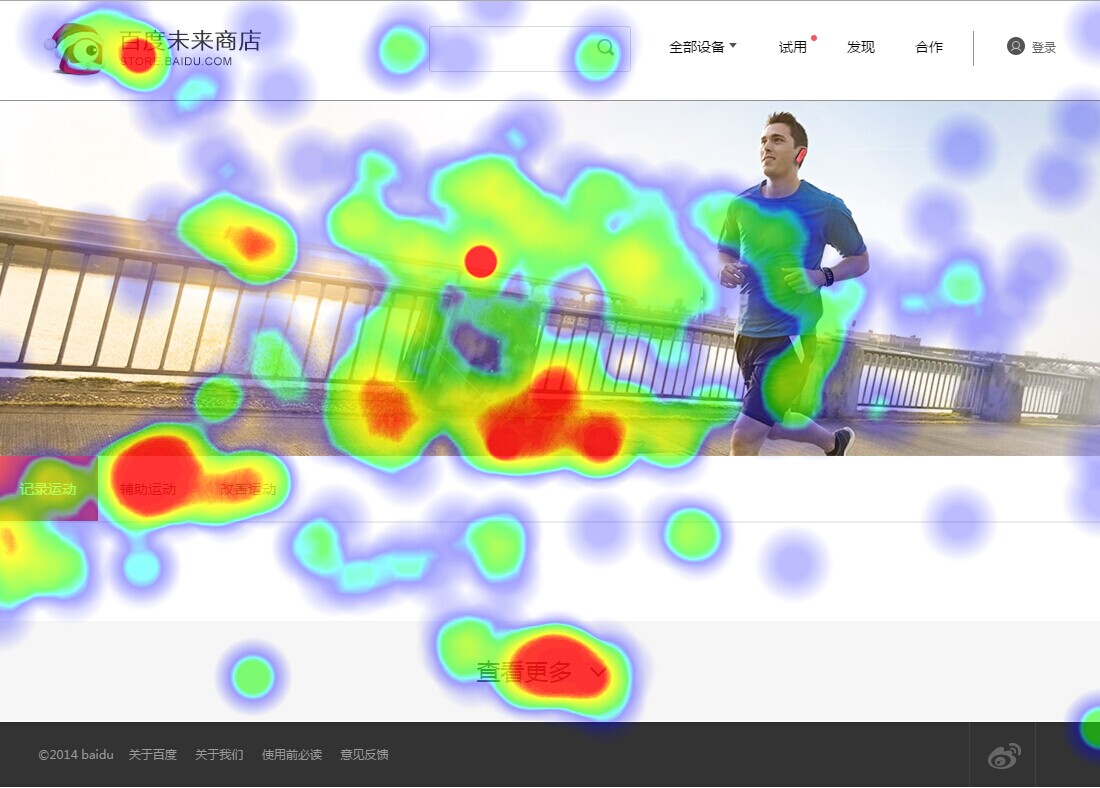 百度未来商店
STORE.BAIDU.COM
全部设备 试用 发现 合作 登录
记录运动 辅助运动 改善运动
查看更多
©2014 baidu 关于百度 关于我们 使用前必读 意见反馈